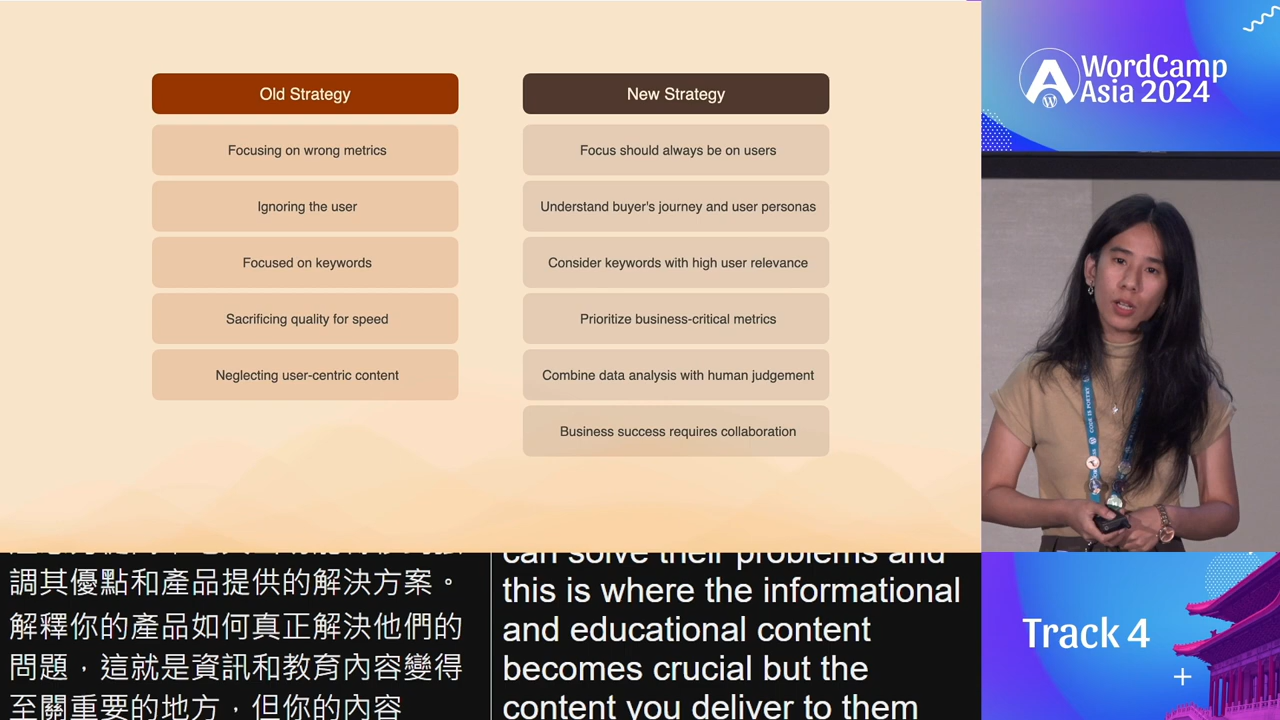 Old Strategy
Focusing on wrong metrics
Ignoring the user
Focused on keywords
Sacrificing quality for speed
Neglecting user-centric content
New Strategy
Focus should always be on users
Understand buyer's journey and user personas
Consider keywords with high user relevance
Prioritize business-critical metrics
Combine data analysis with human judgement
Business success requires collaboration
WordCamp
Asia 2024
CODE IS POETRY
調其優點和產品提供的解決方案。
解釋你的產品如何真正解決他們的
問題，這就是資訊和教育內容變得
至關重要的地方，但你的內容
can solve their problems and
this is where the informational
and educational content
becomes crucial but the
content you deliver to them
Track 4